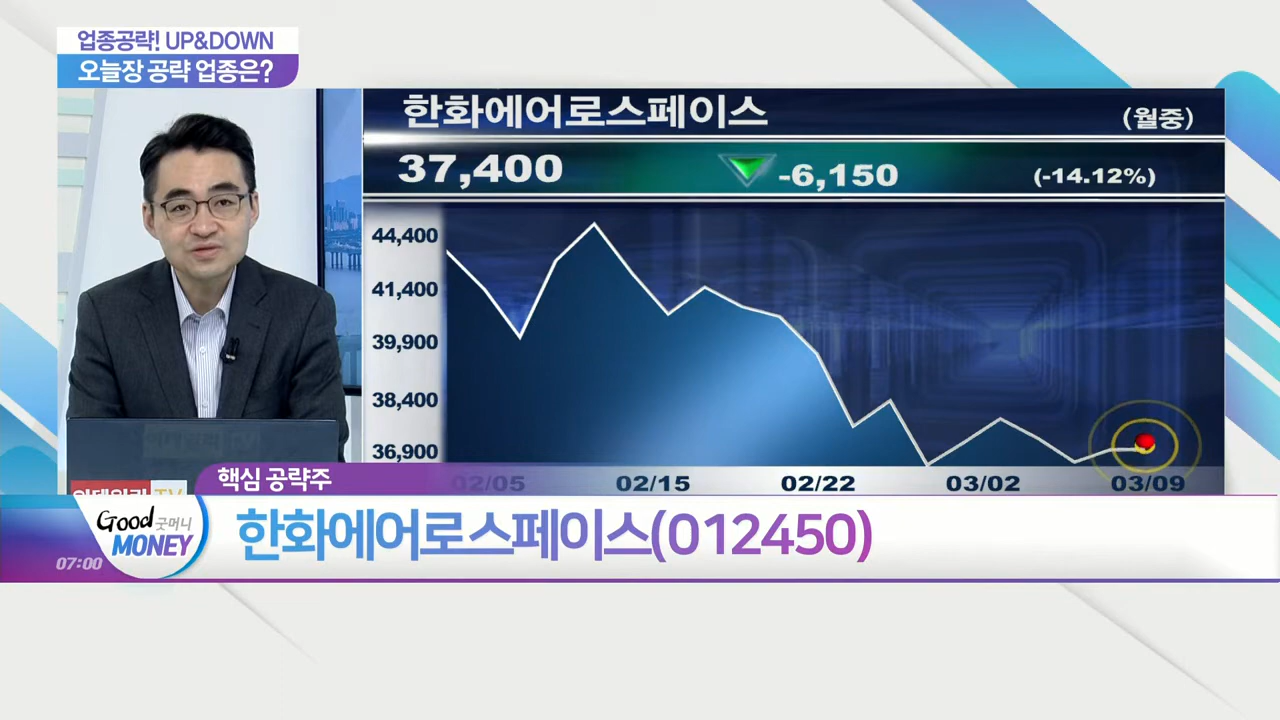 업종공략! UP&DOWN
오늘장 공략 업종은?
한화에어로스페이스 (월중)
37,400 -6,150 (-14.12%)
44,400
41,400
39,900
38,400
36,900
02/05 02/15 02/22 03/02 03/09
핵심 공략주
Good 굿머니
MONEY
한화에어로스페이스(012450)
07:00